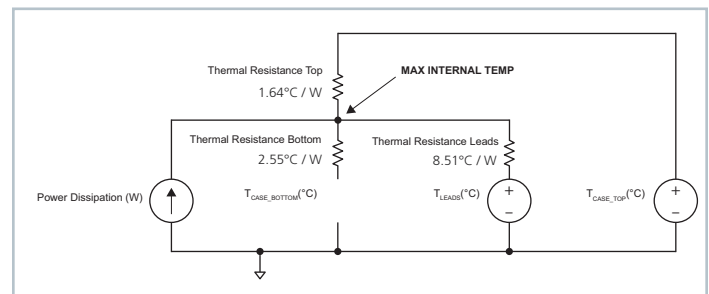 Thermal Resistance Top
1.64°C / W
MAX INTERNAL TEMP
Thermal Resistance Bottom
2.55°C / W
Thermal Resistance Leads
8.51°C / W
Power Dissipation (W)
TCASE_BOTTOM(°C)
TLEADS(°C)
+
–
TCASE_TOP(°C)
+
–